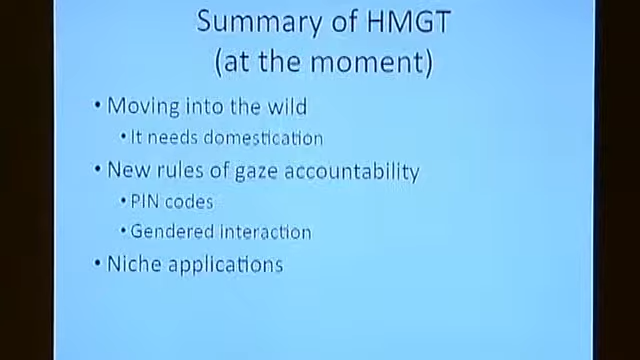 Summary of HMGT
(at the moment)
• Moving into the wild
• It needs domestication
• New rules of gaze accountability
• PIN codes
• Gendered interaction
• Niche applications